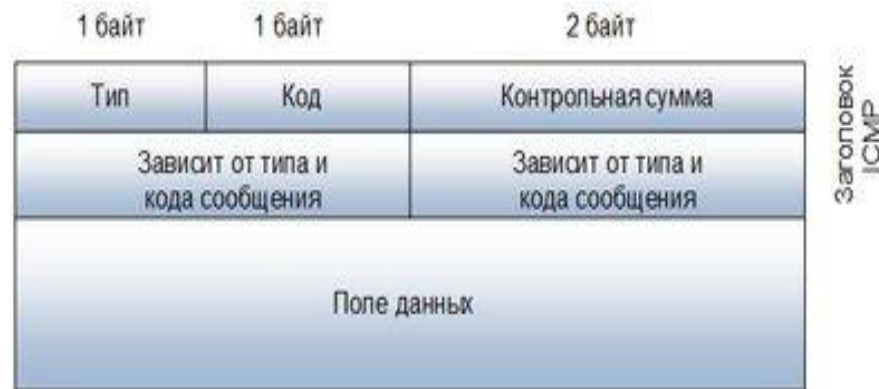 1 байт 1 байт 2 байт
Тип Код Контрольная сумма
Зависит от типа и
кода сообщения
Зависит от типа и
кода сообщения
Поле данных
Заголовок
ICMP